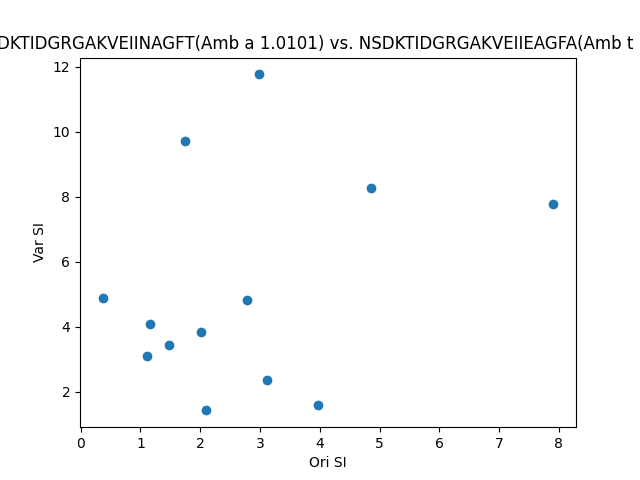 DKTIDGRGAKVEIINAGFT(Amb a 1.0101) vs. NSDKTIDGRGAKVEIIEAGFA(Amb t
12
10
8
6
4
2
Var SI
0 1 2 3 4 5 6 7 8
Ori SI